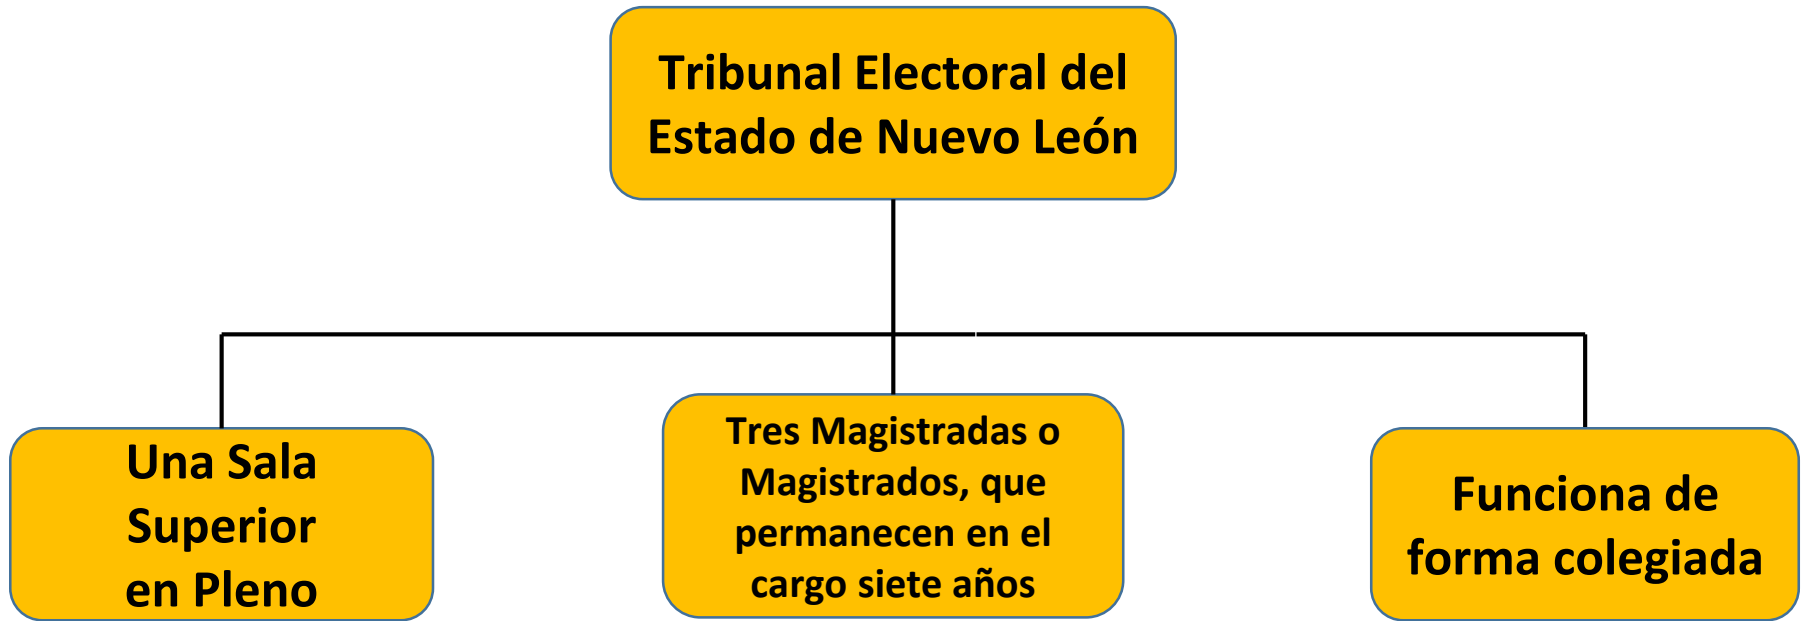 Tribunal Electoral del
Estado de Nuevo León
Una Sala
Superior
en Pleno
Tres Magistradas o
Magistrados, que
permanecen en el
cargo siete años
Funciona de
forma colegiada